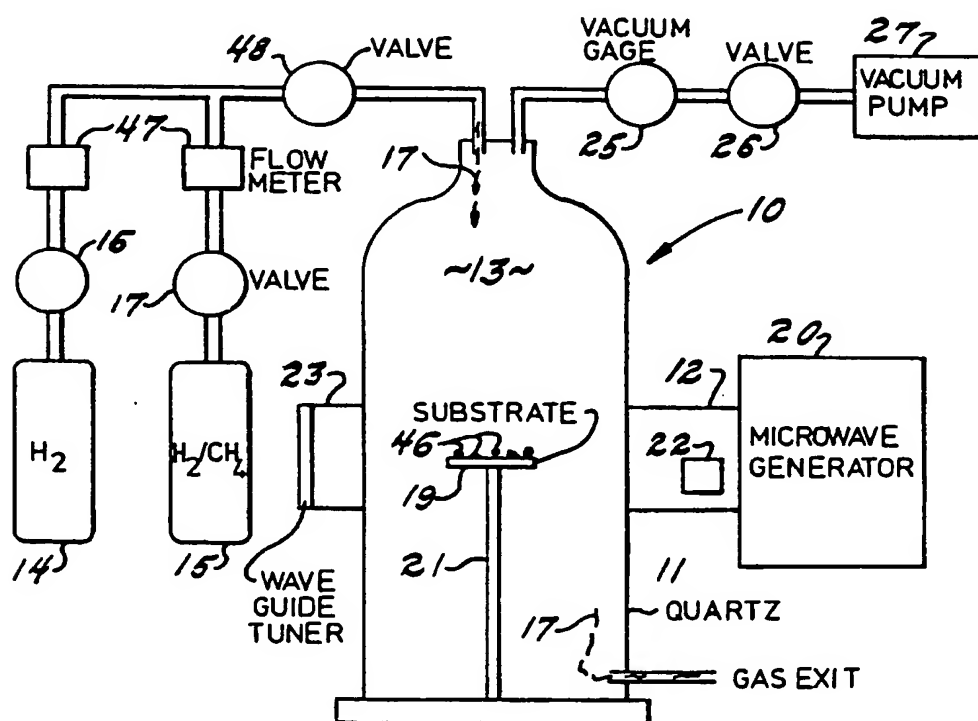 48
VALVE
VACUUM
GAGE
VALVE
27
VACUUM
PUMP
47
FLOW
METER
17
25
26
16
~13~
10
17
VALVE
20
23
12
SUBSTRATE
46
H2
H2/CH4
22
MICROWAVE
GENERATOR
19
14
15
21
11
WAVE
GUIDE
TUNER
17
QUARTZ
GAS EXIT